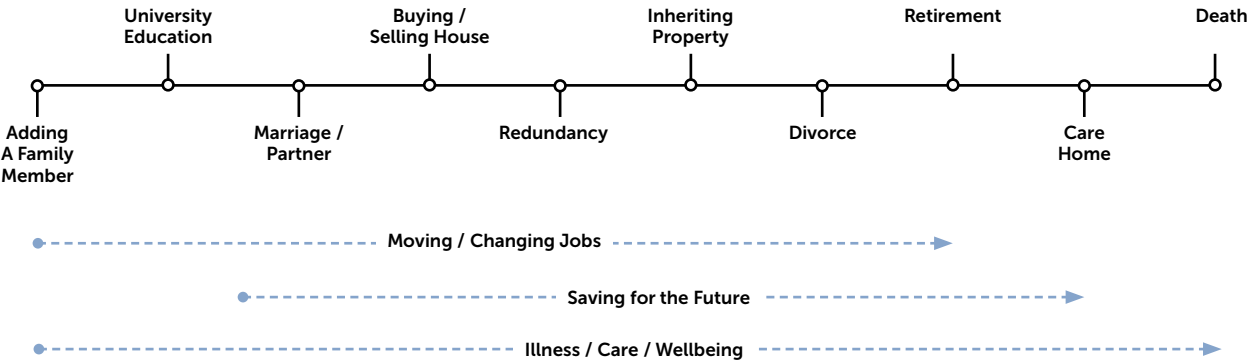 University
Education
Buying /
Selling House
Inheriting
Property
Retirement
Death
Adding
A Family
Member
Marriage /
Partner
Redundancy
Divorce
Care
Home
Moving / Changing Jobs
Saving for the Future
Illness / Care / Wellbeing